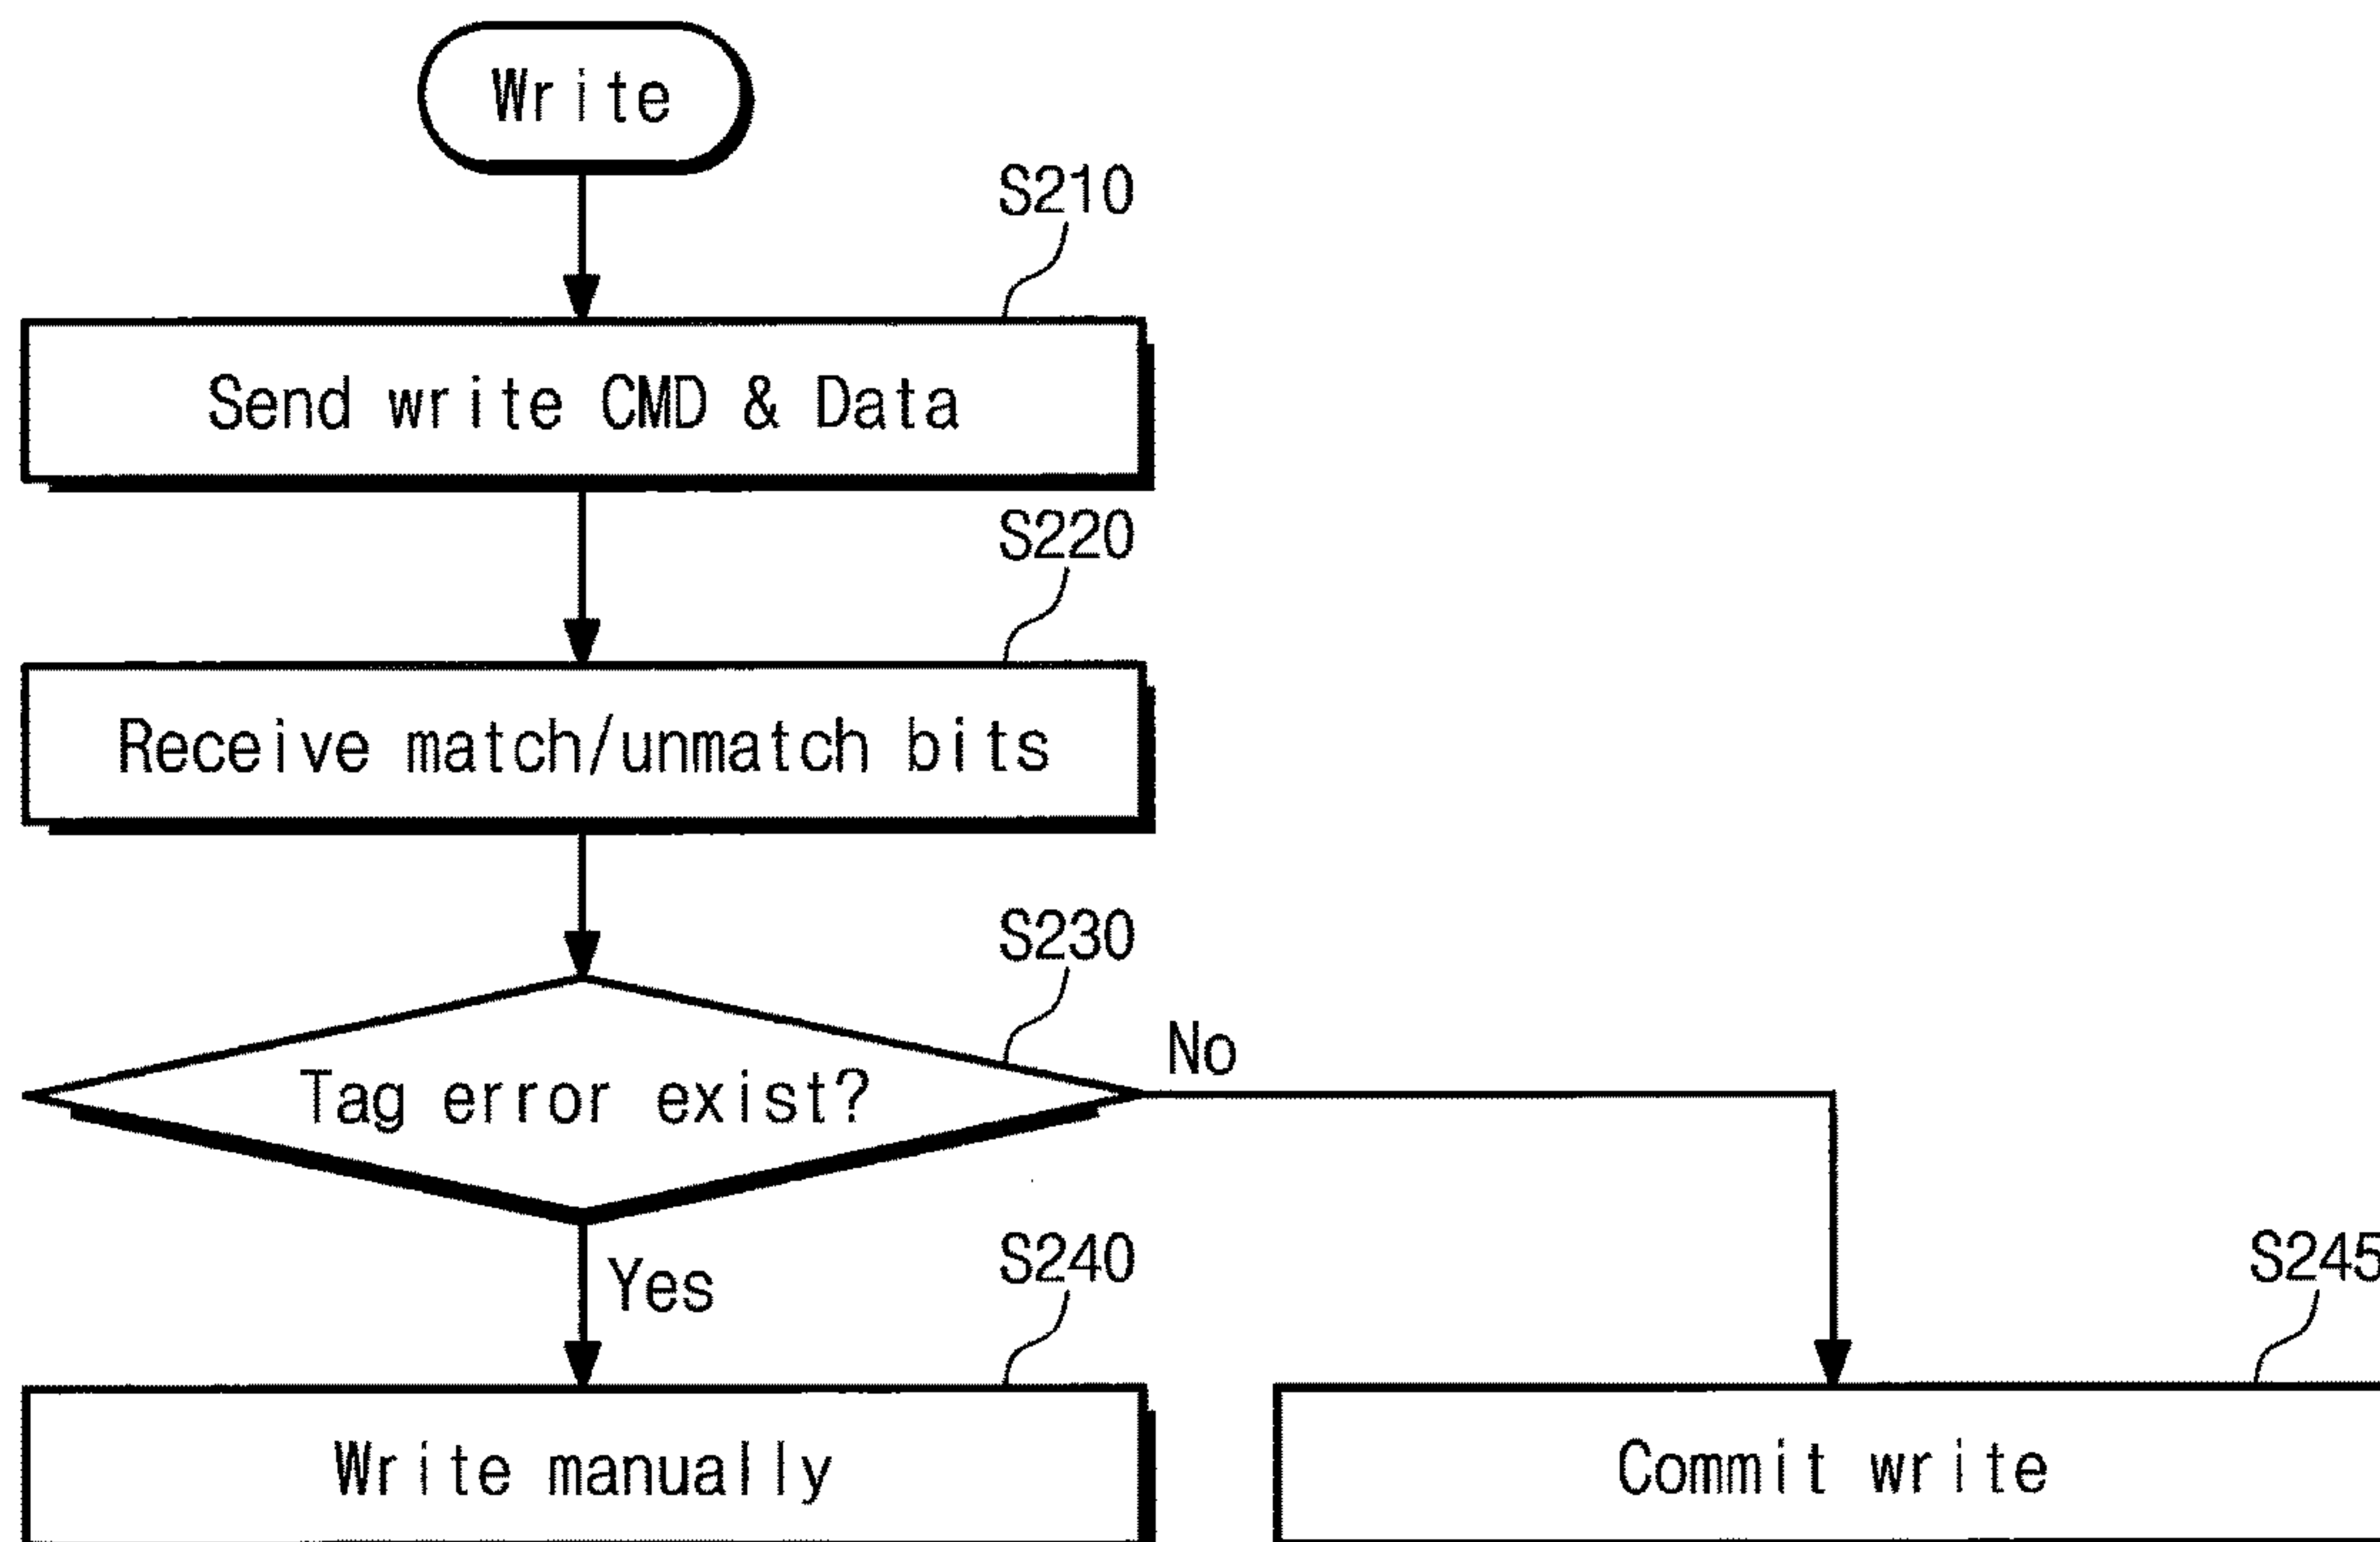 Write
S210
Send write CMD & Data
S220
Receive match/unmatch bits
S230
Tag error exist?
No
Yes
S240
S245
Write manually
Commit write